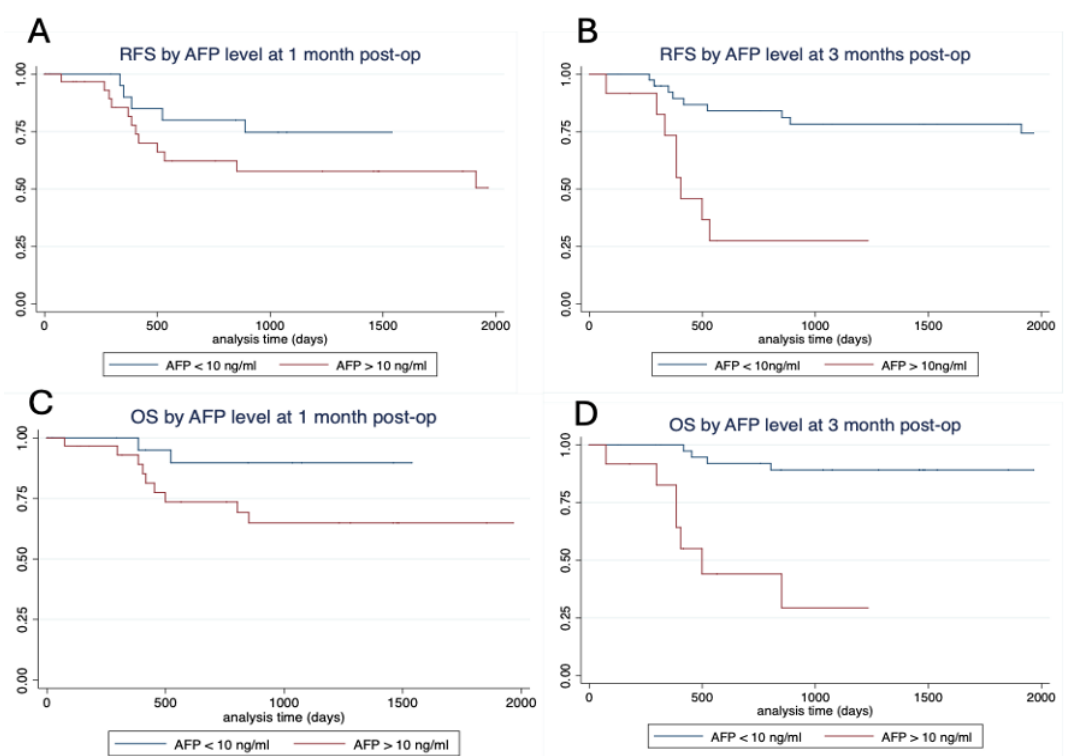 A
RFS by AFP level at 1 month post-op
1.00
0.75
0.50
0.25
0.00
0 500 1000 1500 2000
analysis time (days)
AFP < 10 ng/ml AFP > 10 ng/ml
B
RFS by AFP level at 3 months post-op
1.00
0.75
0.50
0.25
0.00
0 500 1000 1500 2000
analysis time (days)
AFP < 10ng/ml AFP > 10ng/ml
C
OS by AFP level at 1 month post-op
1.00
0.75
0.50
0.25
0.00
0 500 1000 1500 2000
analysis time (days)
AFP < 10 ng/ml AFP > 10 ng/ml
D
OS by AFP level at 3 month post-op
1.00
0.75
0.50
0.25
0.00
0 500 1000 1500 2000
analysis time (days)
AFP < 10 ng/ml AFP > 10 ng/ml